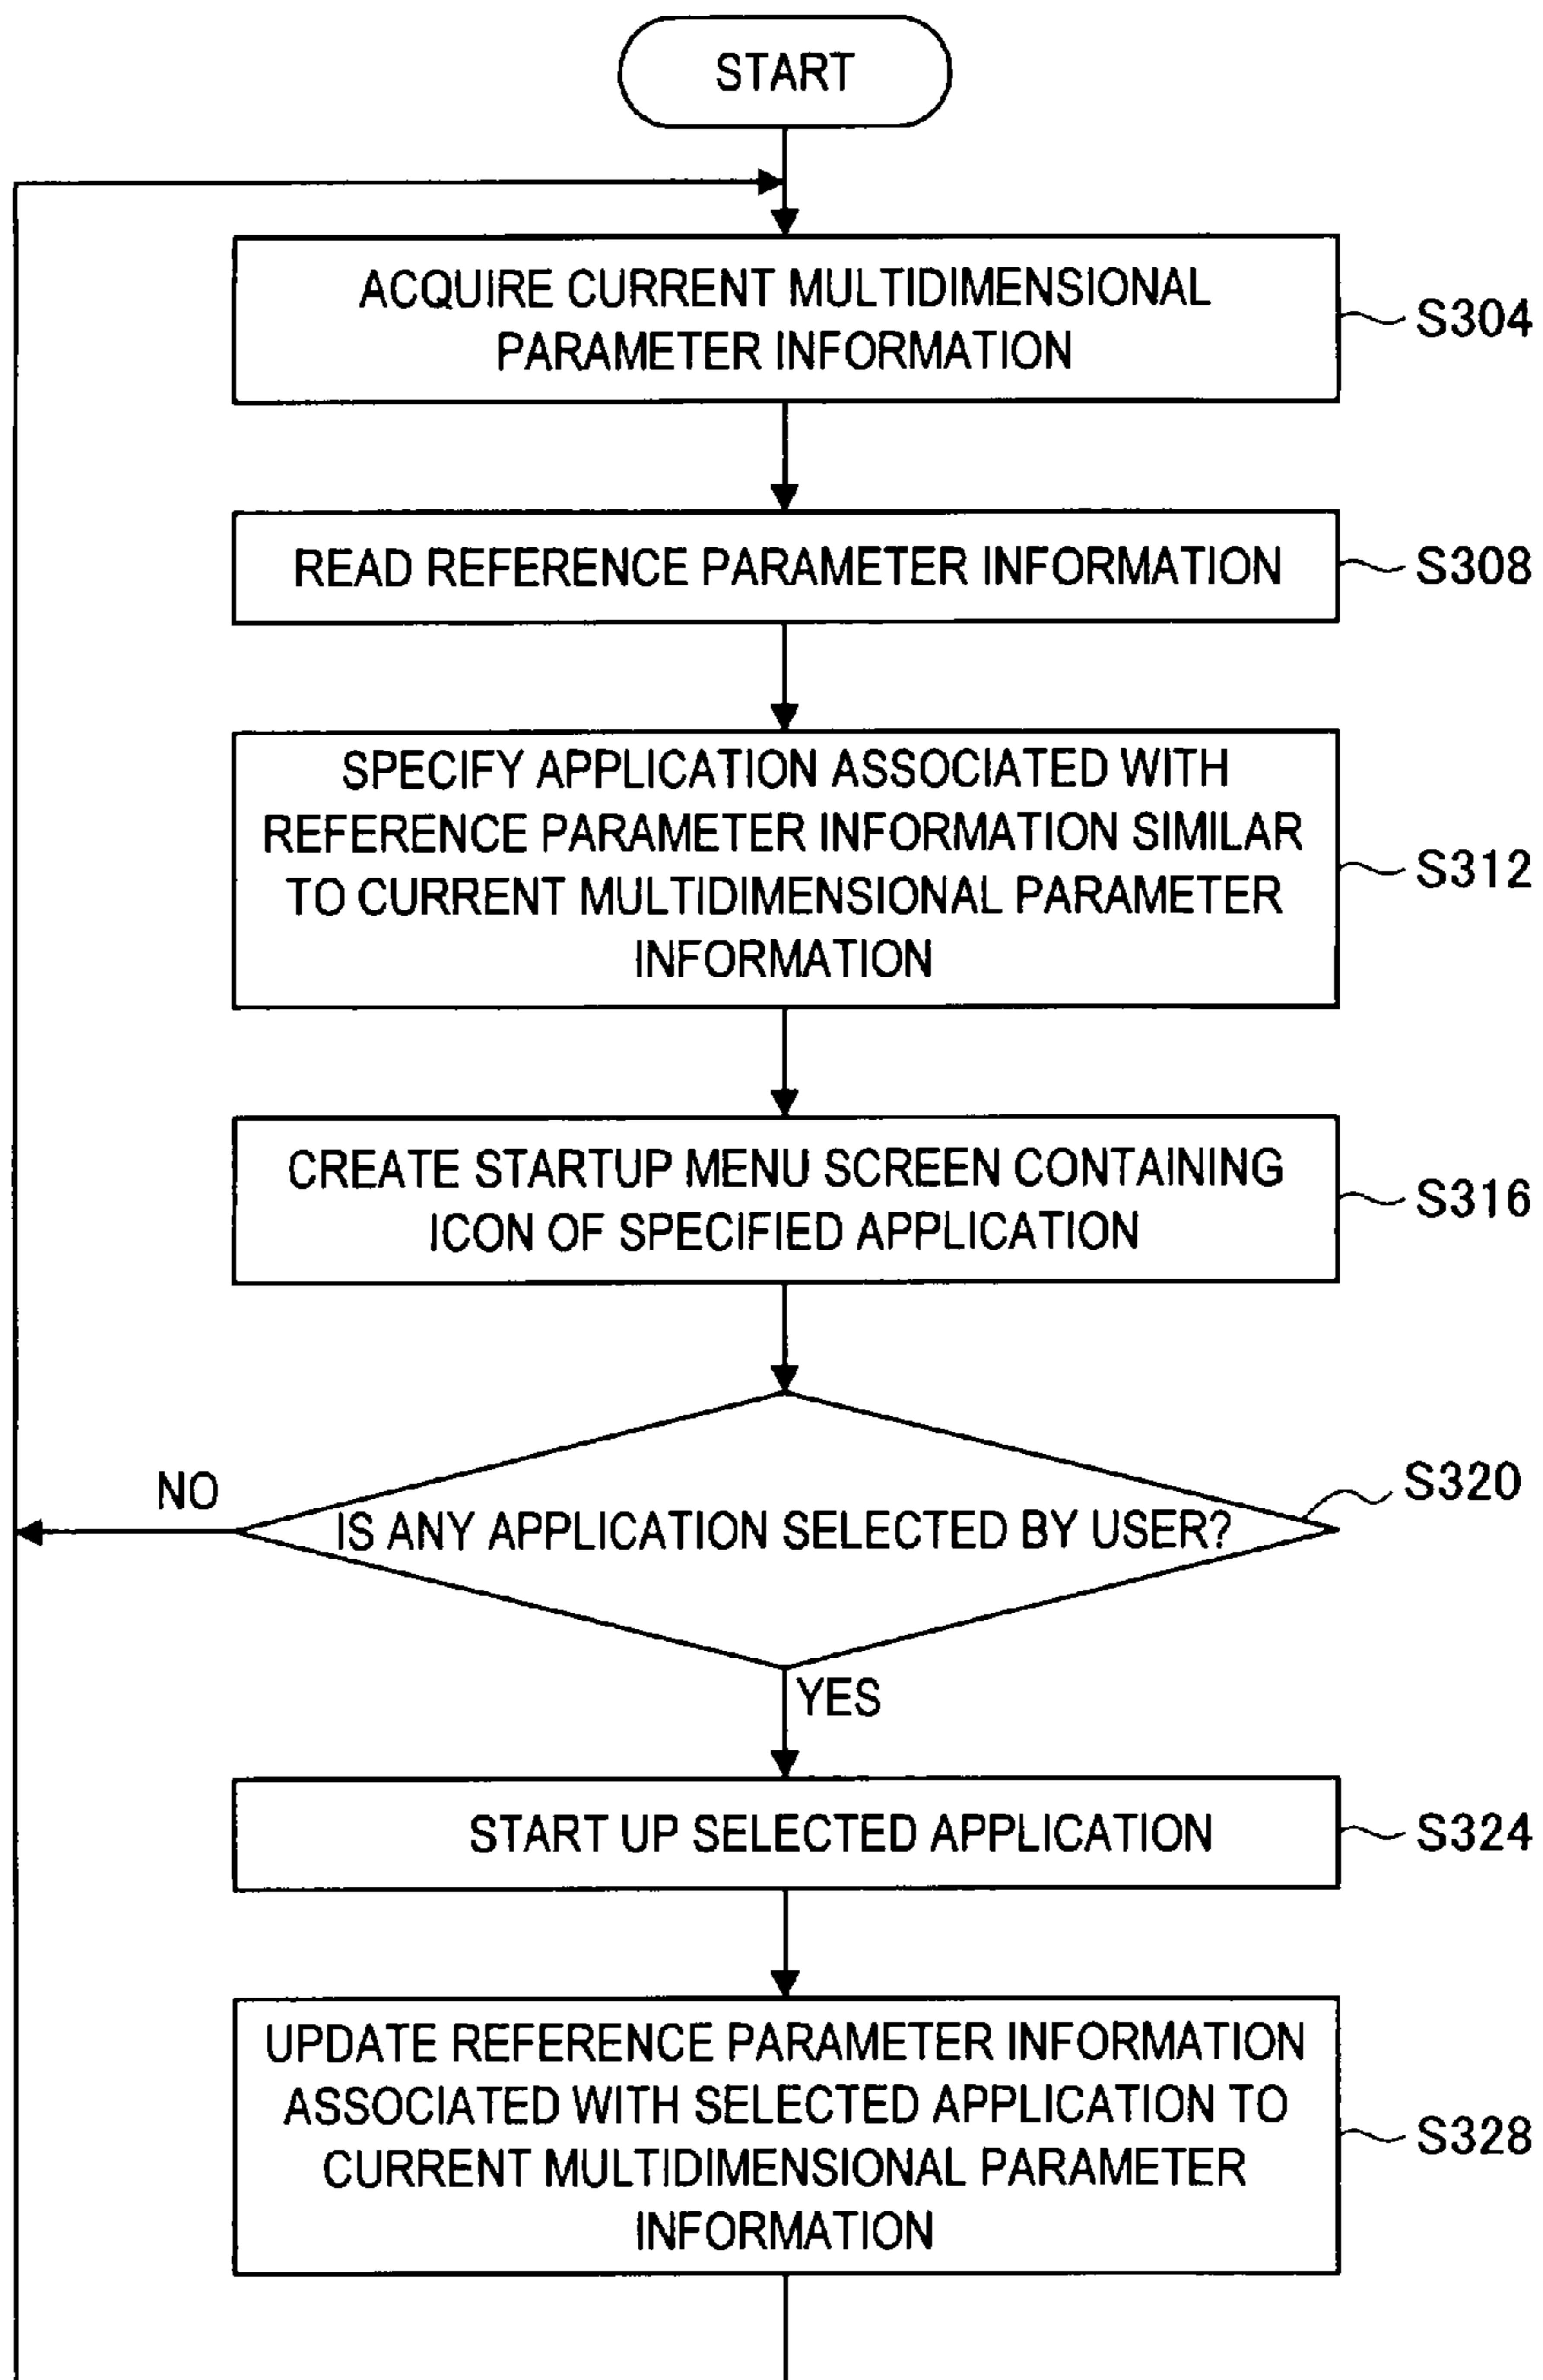 START
ACQUIRE CURRENT MULTIDIMENSIONAL
PARAMETER INFORMATION
S304
READ REFERENCE PARAMETER INFORMATION
S308
SPECIFY APPLICATION ASSOCIATED WITH
REFERENCE PARAMETER INFORMATION SIMILAR
TO CURRENT MULTIDIMENSIONAL PARAMETER
INFORMATION
S312
CREATE STARTUP MENU SCREEN CONTAINING
ICON OF SPECIFIED APPLICATION
S316
NO
IS ANY APPLICATION SELECTED BY USER?
S320
YES
START UP SELECTED APPLICATION
S324
UPDATE REFERENCE PARAMETER INFORMATION
ASSOCIATED WITH SELECTED APPLICATION TO
CURRENT MULTIDIMENSIONAL PARAMETER
INFORMATION
S328